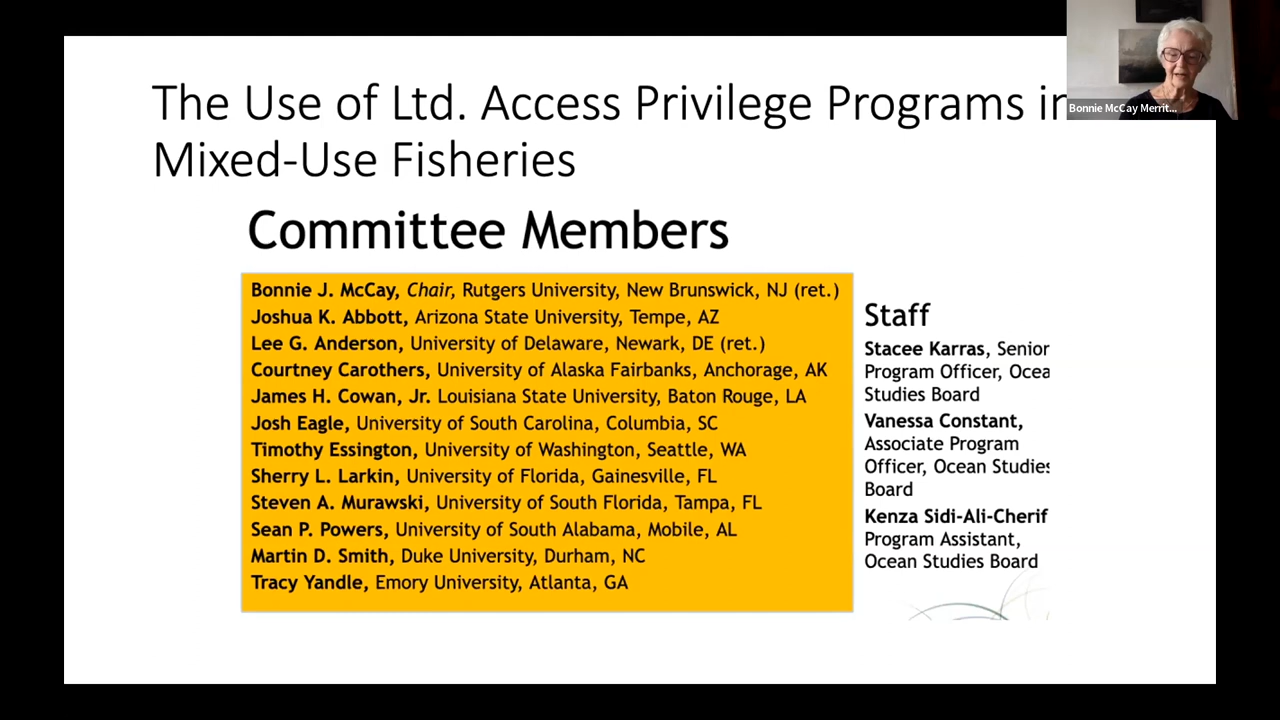 The Use of Ltd. Access Privilege Programs in
Mixed-Use Fisheries
Bonnie McCay Merrit...
Committee Members
Bonnie J. McCay, Chair, Rutgers University, New Brunswick, NJ (ret.)
Joshua K. Abbott, Arizona State University, Tempe, AZ
Lee G. Anderson, University of Delaware, Newark, DE (ret.)
Courtney Carothers, University of Alaska Fairbanks, Anchorage, AK
James H. Cowan, Jr. Louisiana State University, Baton Rouge, LA
Josh Eagle, University of South Carolina, Columbia, SC
Timothy Essington, University of Washington, Seattle, WA
Sherry L. Larkin, University of Florida, Gainesville, FL
Steven A. Murawski, University of South Florida, Tampa, FL
Sean P. Powers, University of South Alabama, Mobile, AL
Martin D. Smith, Duke University, Durham, NC
Tracy Yandle, Emory University, Atlanta, GA
Staff
Stacee Karras, Senior
Program Officer, Ocea
Studies Board
Vanessa Constant,
Associate Program
Officer, Ocean Studies
Board
Kenza Sidi-Ali-Cherif
Program Assistant,
Ocean Studies Board